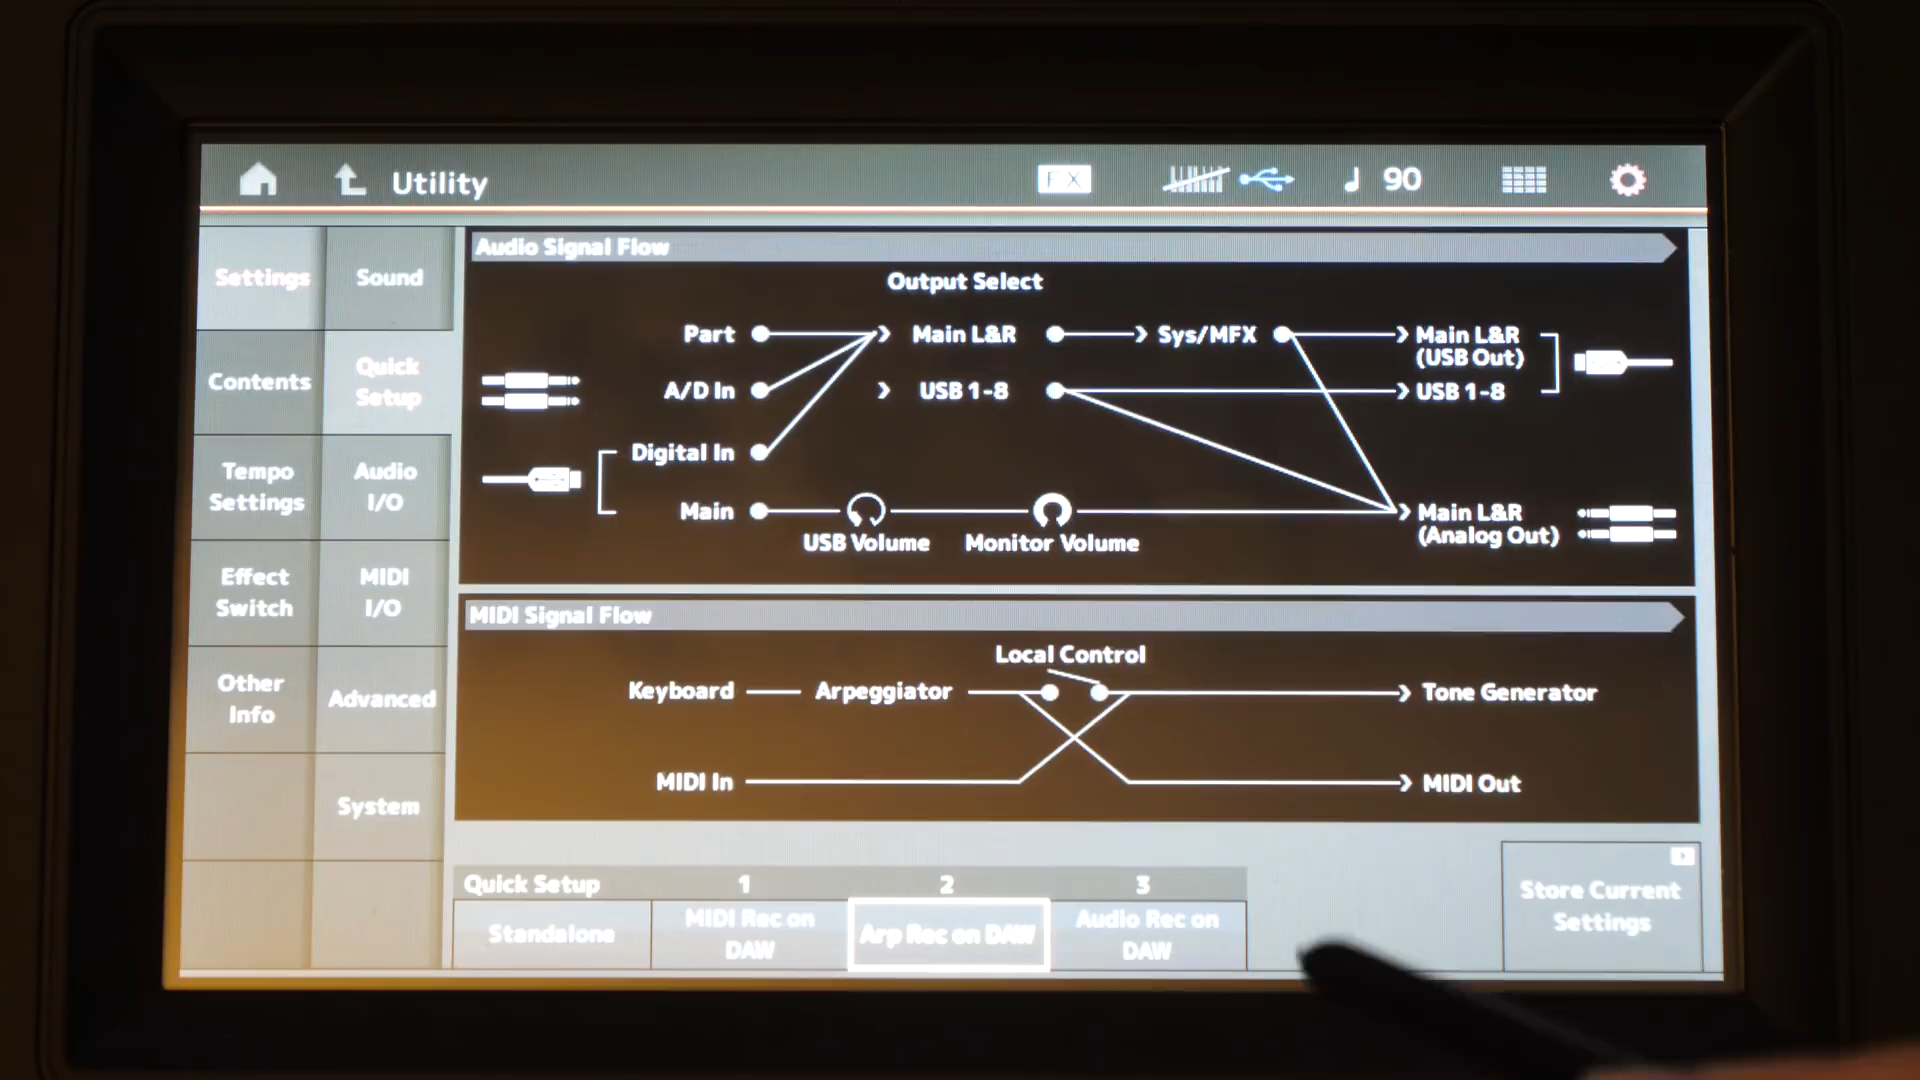 Utility
FX
90
Settings
Sound
Contents
Quick
Setup
Tempo
Settings
Audio
I/O
Effect
Switch
MIDI
I/O
Other
Info
Advanced
System
Audio Signal Flow
Output Select
Part
Main L&R
Sys/MFX
Main L&R
(USB Out)
A/D In
USB 1-8
USB 1-8
Digital In
Main
Main L&R
(Analog Out)
USB Volume
Monitor Volume
MIDI Signal Flow
Local Control
Keyboard
Arpeggiator
Tone Generator
MIDI In
MIDI Out
Quick Setup
1
2
3
Standalone
MIDI Rec on
DAW
Arp Rec on DAW
Audio Rec on
DAW
Store Current
Settings